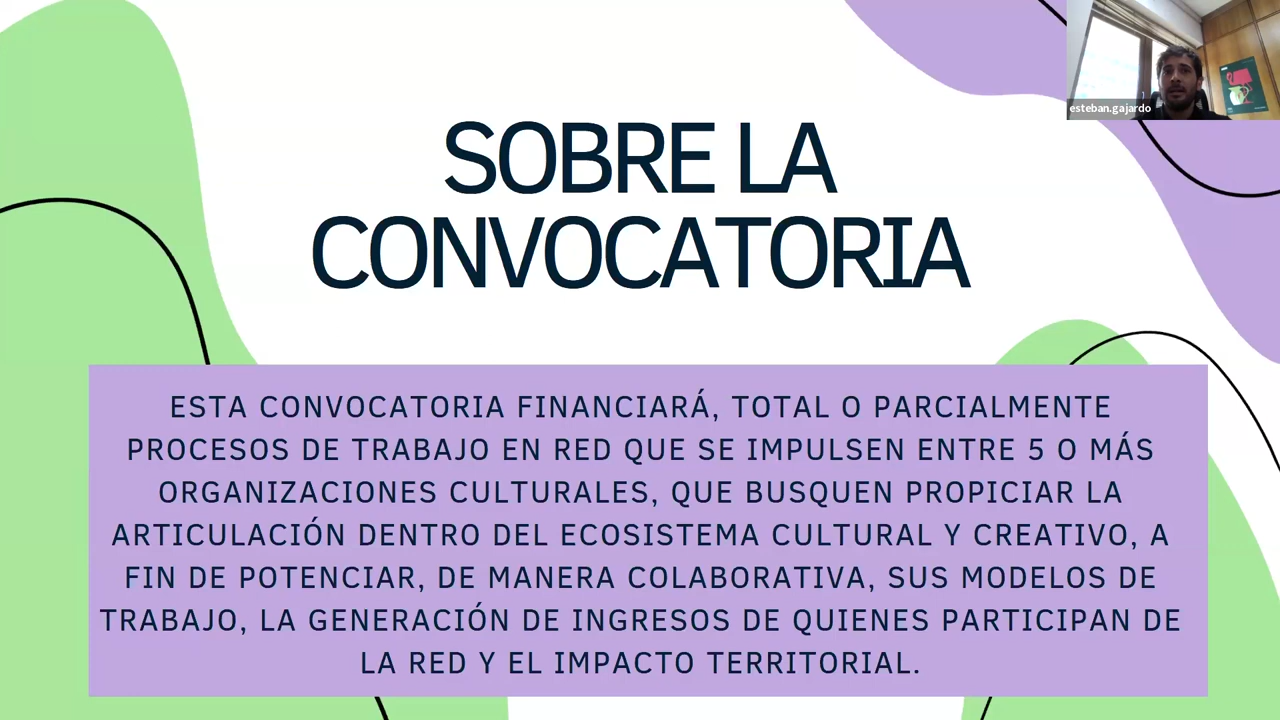 esteban.gajardo
SOBRE LA
CONVOCATORIA
ESTA CONVOCATORIA FINANCIARÁ, TOTAL O PARCIALMENTE
PROCESOS DE TRABAJO EN RED QUE SE IMPULSEN ENTRE 5 O MÁS
ORGANIZACIONES CULTURALES, QUE BUSQUEN PROPICIAR LA
ARTICULACIÓN DENTRO DEL ECOSISTEMA CULTURAL Y CREATIVO, A
FIN DE POTENCIAR, DE MANERA COLABORATIVA, SUS MODELOS DE
TRABAJO, LA GENERACIÓN DE INGRESOS DE QUIENES PARTICIPAN DE
LA RED Y EL IMPACTO TERRITORIAL.